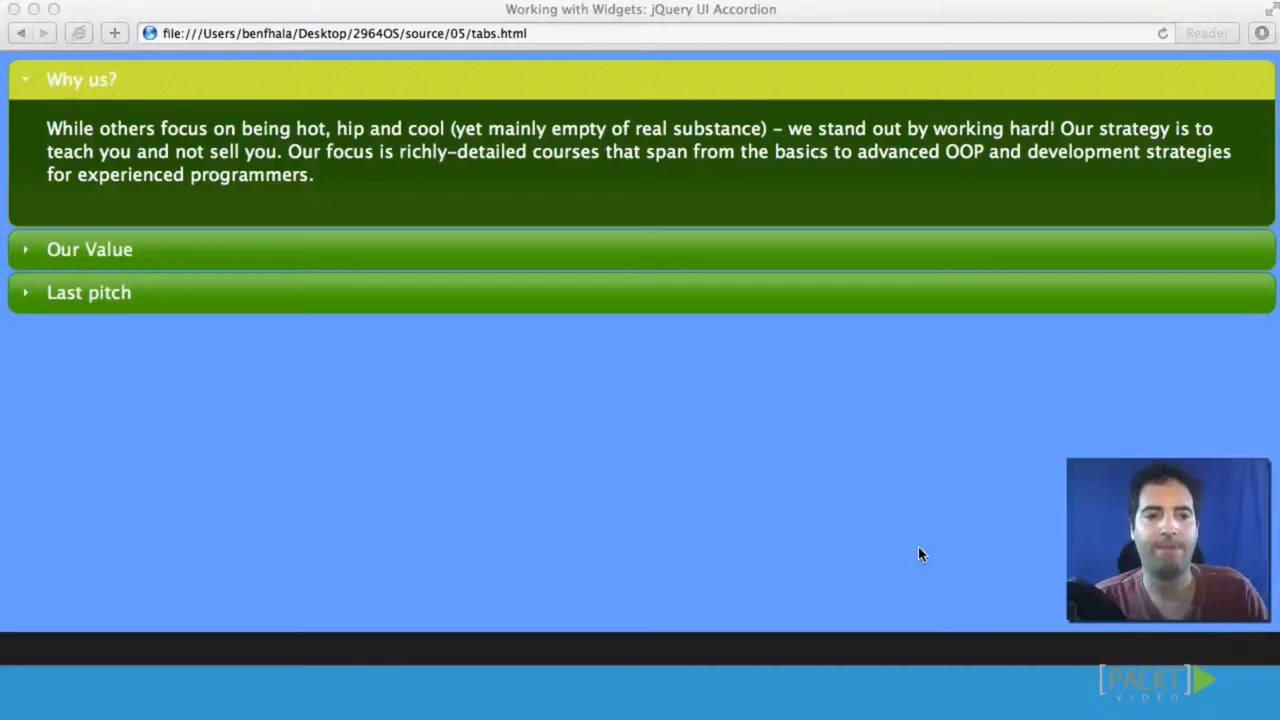 Working with Widgets: jQuery UI Accordion
file:///Users/benfhala/Desktop/2964OS/source/05/tabs.html
Reader
Why us?
While others focus on being hot, hip and cool (yet mainly empty of real substance) - we stand out by working hard! Our strategy is to
teach you and not sell you. Our focus is richly-detailed courses that span from the basics to advanced OOP and development strategies
for experienced programmers.
Our Value
Last pitch
[PACKT]
VIDEO